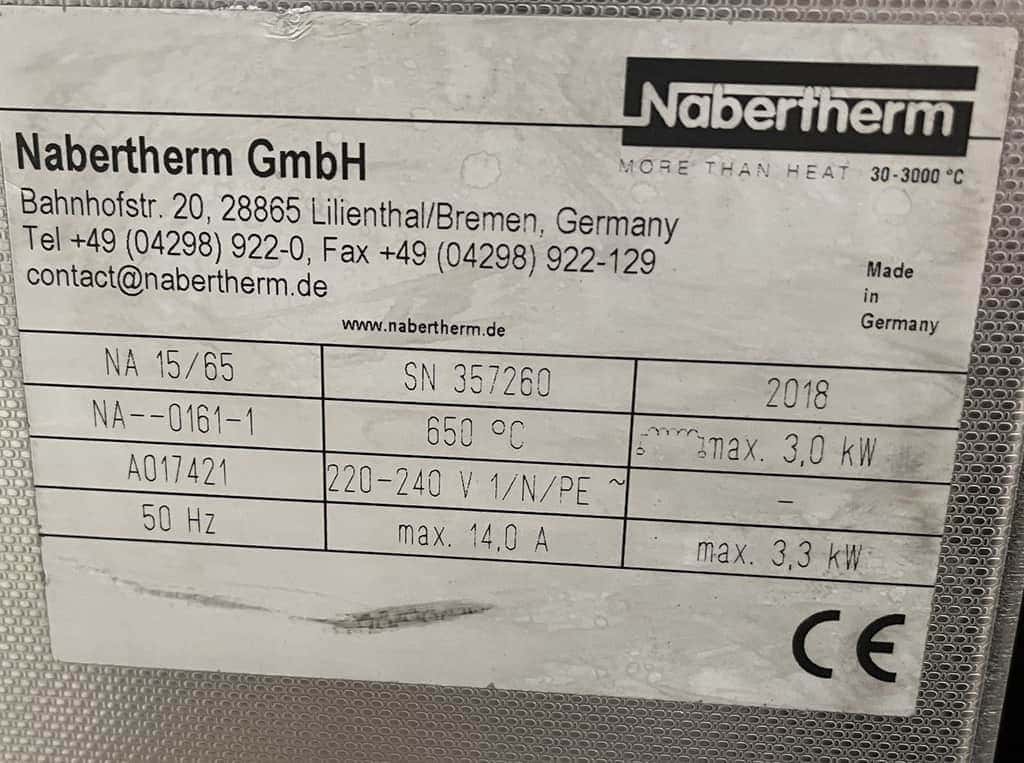 Nabertherm
MORE THAN HEAT 30-3000 °C
Nabertherm GmbH
Bahnhofstr. 20, 28865 Lilienthal/Bremen, Germany
Tel +49 (04298) 922-0, Fax +49 (04298) 922-129
contact@nabertherm.de
www.nabertherm.de
Made
in
Germany
NA 15/65 SN 357260 2018
NA--0161-1 650 °C max. 3,0 kW
A017421 220-240 V 1/N/PE ~ –
50 Hz max. 14,0 A max. 3,3 kW
CE